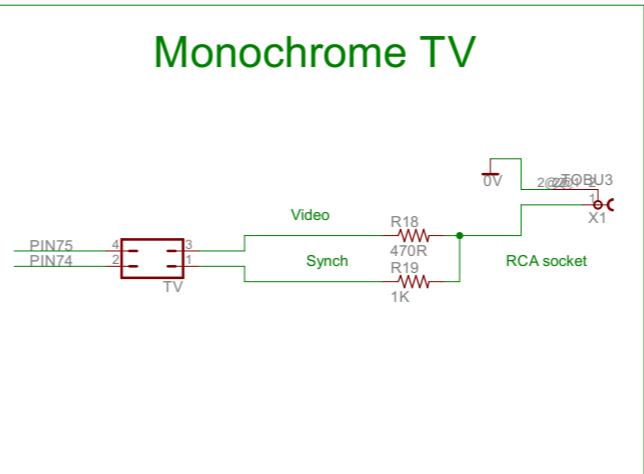 Monochrome TV
0V
TOBU3
2
1
X1
Video
R18
470R
PIN75
4
3
PIN74
2
1
TV
Synch
R19
1K
RCA socket